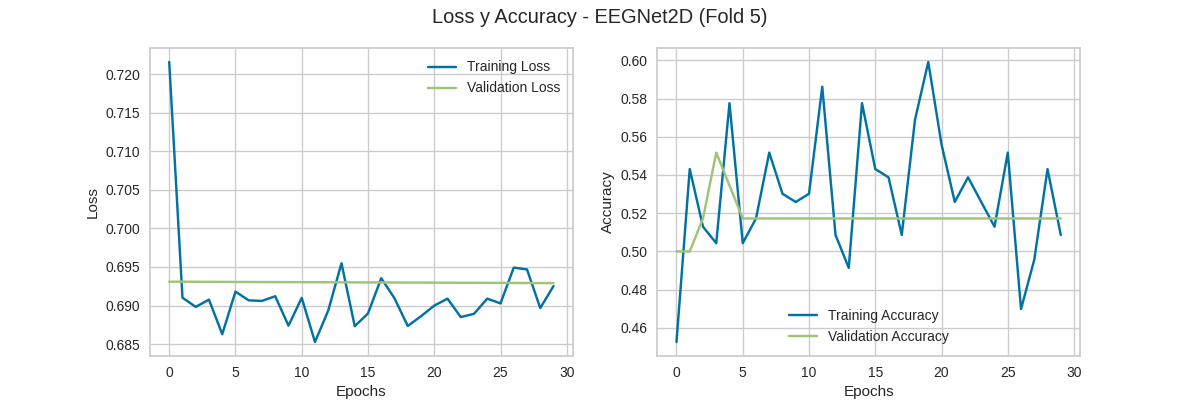 Loss y Accuracy - EEGNet2D (Fold 5)
Loss
0.720
0.715
0.710
0.705
0.700
0.695
0.690
0.685
Training Loss
Validation Loss
0 5 10 15 20 25 30
Epochs
Accuracy
0.60
0.58
0.56
0.54
0.52
0.50
0.48
0.46
Training Accuracy
Validation Accuracy
0 5 10 15 20 25 30
Epochs